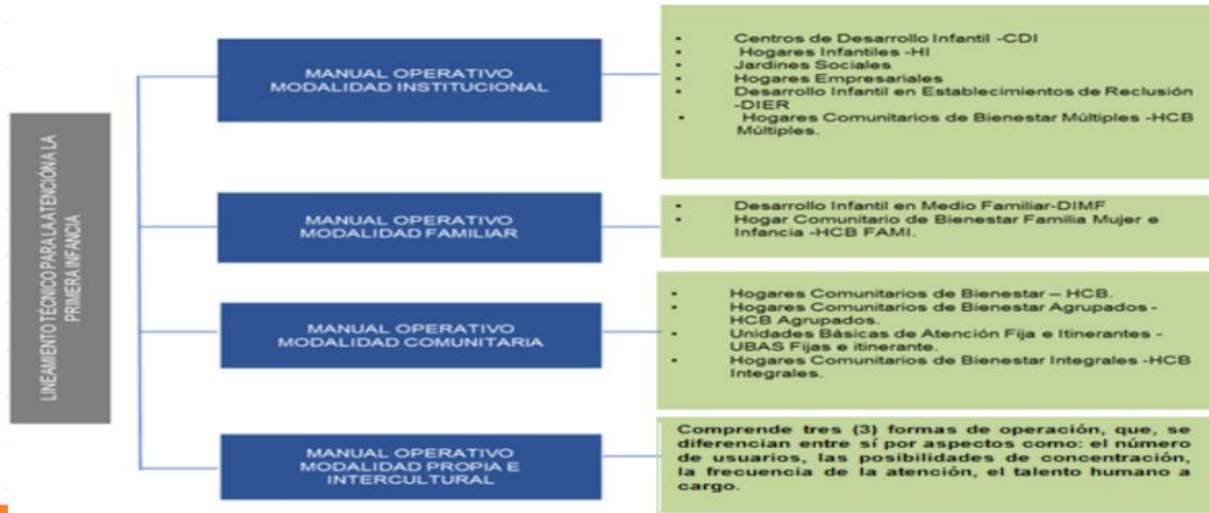 LINEAMIENTO TÉCNICO PARA LA ATENCIÓN A LA
PRIMERA INFANCIA
MANUAL OPERATIVO
MODALIDAD INSTITUCIONAL
• Centros de Desarrollo Infantil -CDI
• Hogares Infantiles -HI
• Jardines Sociales
• Hogares Empresariales
• Desarrollo Infantil en Establecimientos de Reclusión
-DIER
• Hogares Comunitarios de Bienestar Múltiples -HCB
Múltiples.
MANUAL OPERATIVO
MODALIDAD FAMILIAR
• Desarrollo Infantil en Medio Familiar-DIMF
• Hogar Comunitario de Bienestar Familia Mujer e
Infancia -HCB FAMI.
MANUAL OPERATIVO
MODALIDAD COMUNITARIA
• Hogares Comunitarios de Bienestar – HCB.
• Hogares Comunitarios de Bienestar Agrupados -
HCB Agrupados.
• Unidades Básicas de Atención Fija e Itinerantes -
UBAS Fijas e itinerante.
• Hogares Comunitarios de Bienestar Integrales -HCB
Integrales.
MANUAL OPERATIVO
MODALIDAD PROPIA E
INTERCULTURAL
Comprende tres (3) formas de operación, que, se
diferencian entre sí por aspectos como: el número
de usuarios, las posibilidades de concentración,
la frecuencia de la atención, el talento humano a
cargo.